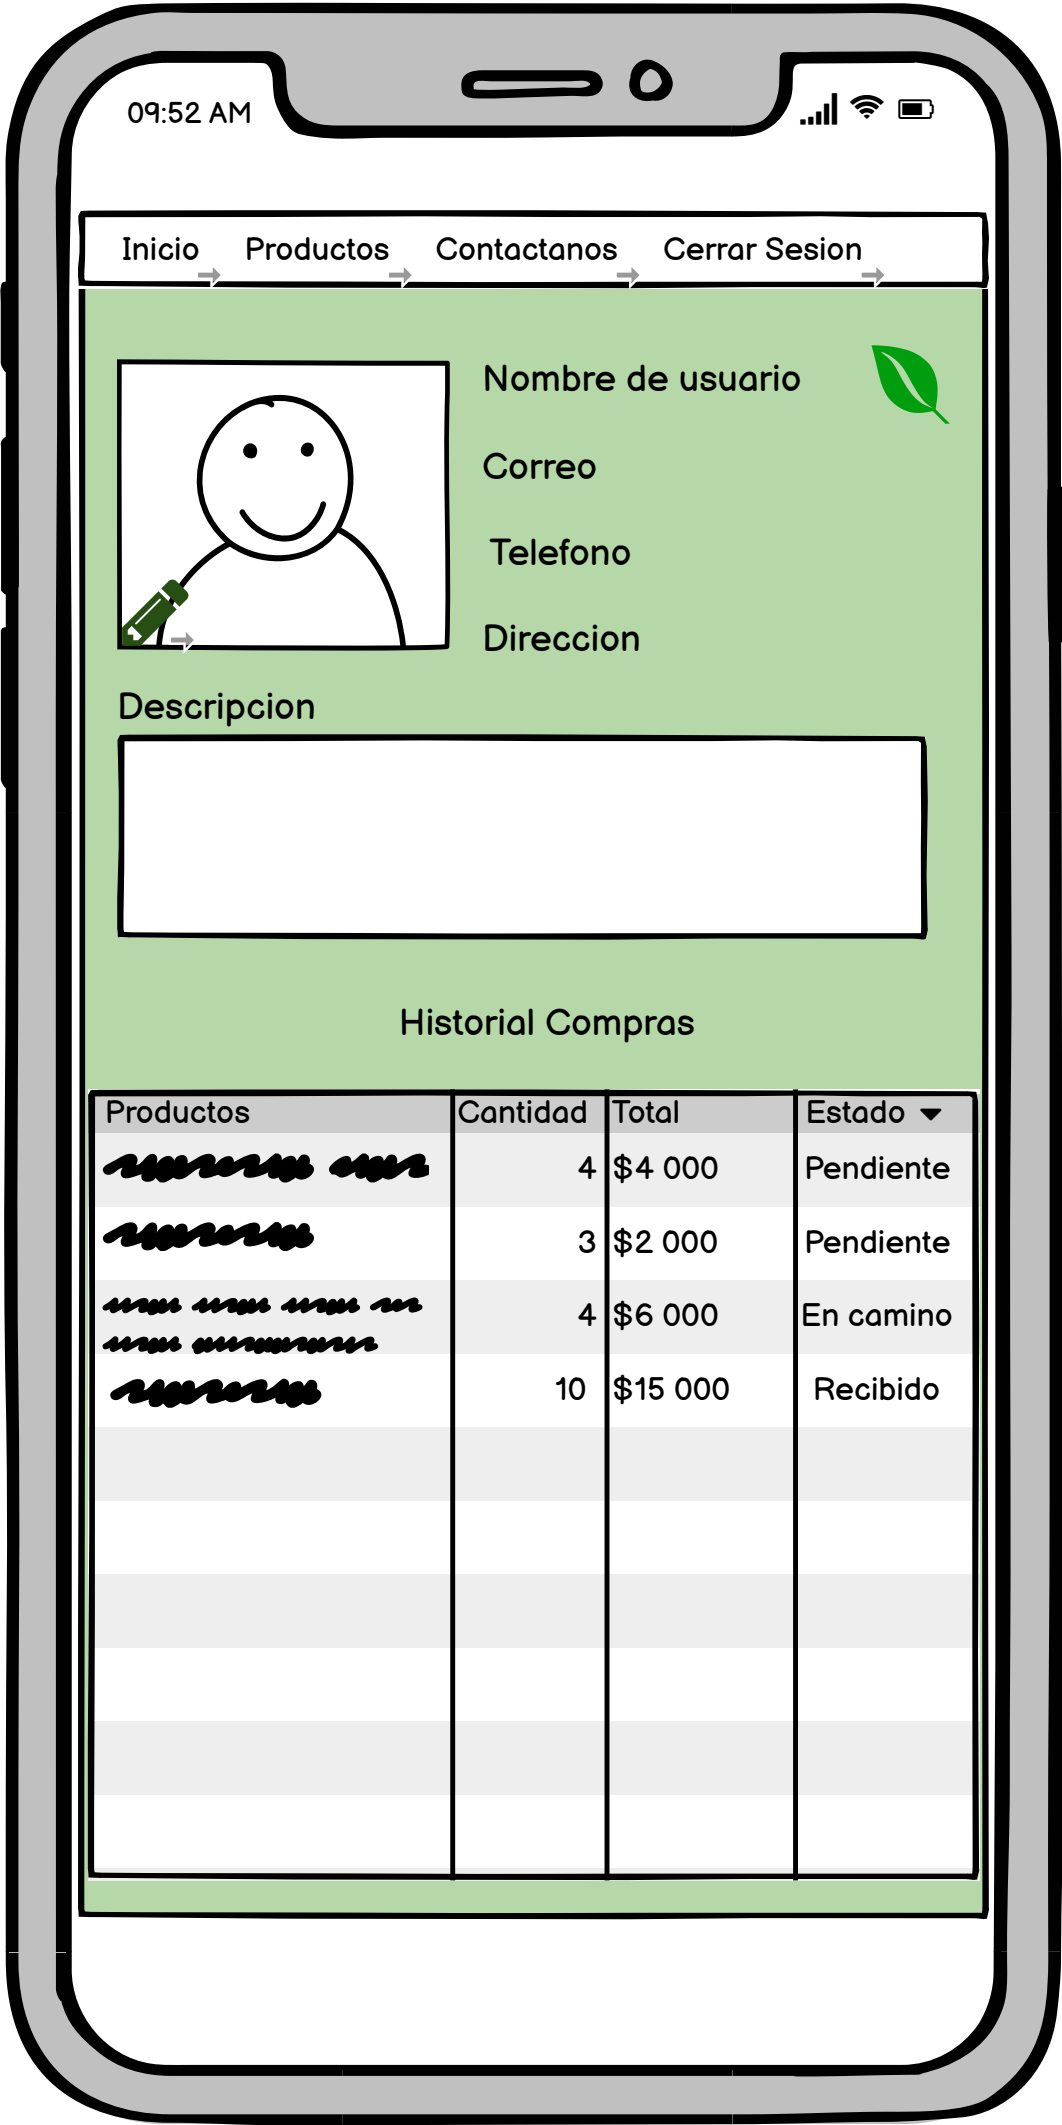 09:52 AM
Inicio Productos Contactanos Cerrar Sesion
Nombre de usuario
Correo
Telefono
Direccion
Descripcion
Historial Compras
Productos Cantidad Total Estado
4 $4 000 Pendiente
3 $2 000 Pendiente
4 $6 000 En camino
10 $15 000 Recibido